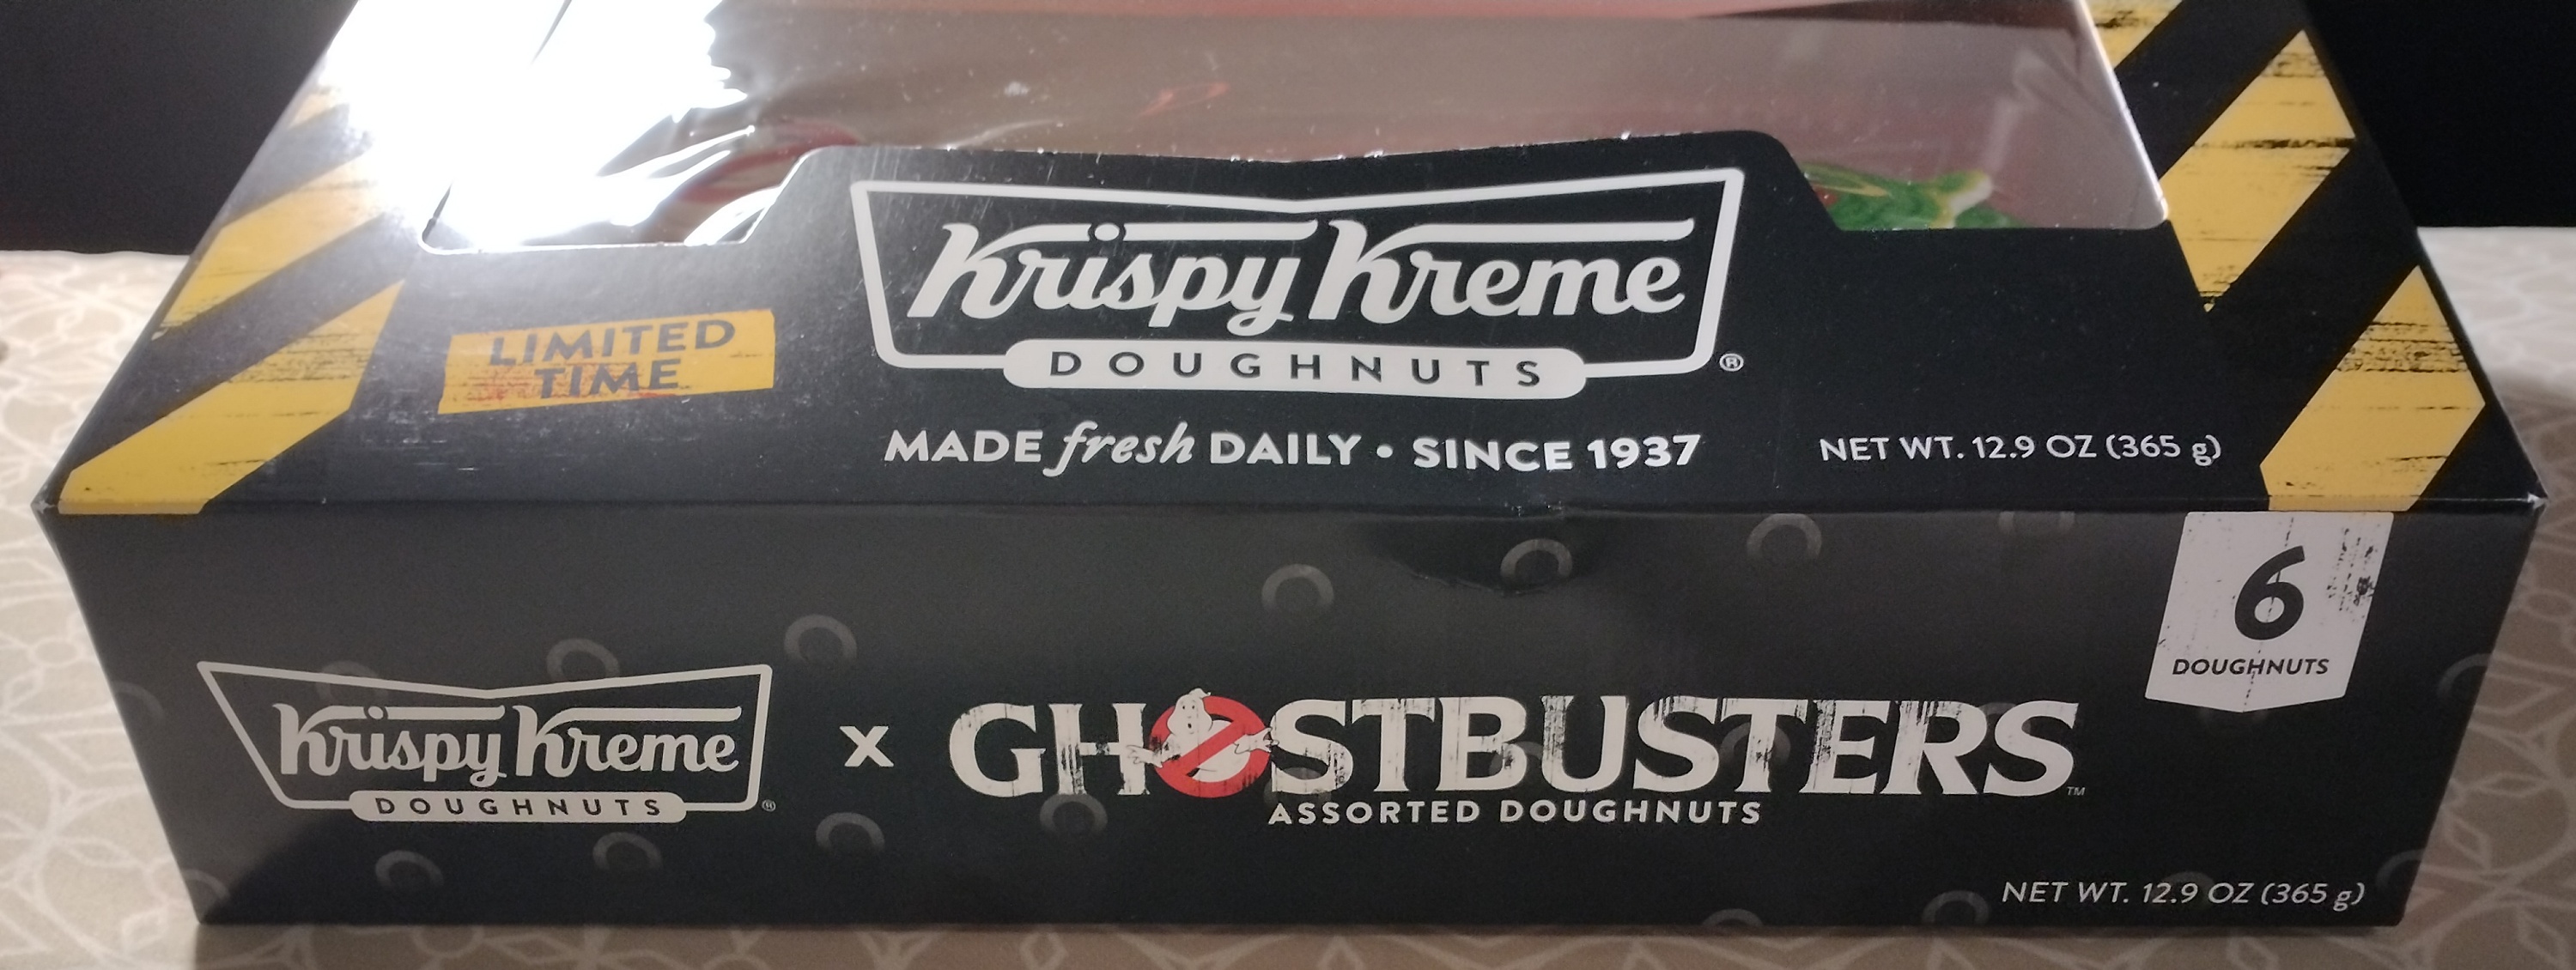 Krispy Kreme
DOUGHNUTS
®
LIMITED
TIME
MADE fresh DAILY • SINCE 1937
NET WT. 12.9 OZ (365 g)
6
DOUGHNUTS
Krispy Kreme
DOUGHNUTS
®
x
GHOSTBUSTERS™
ASSORTED DOUGHNUTS
NET WT. 12.9 OZ (365 g)